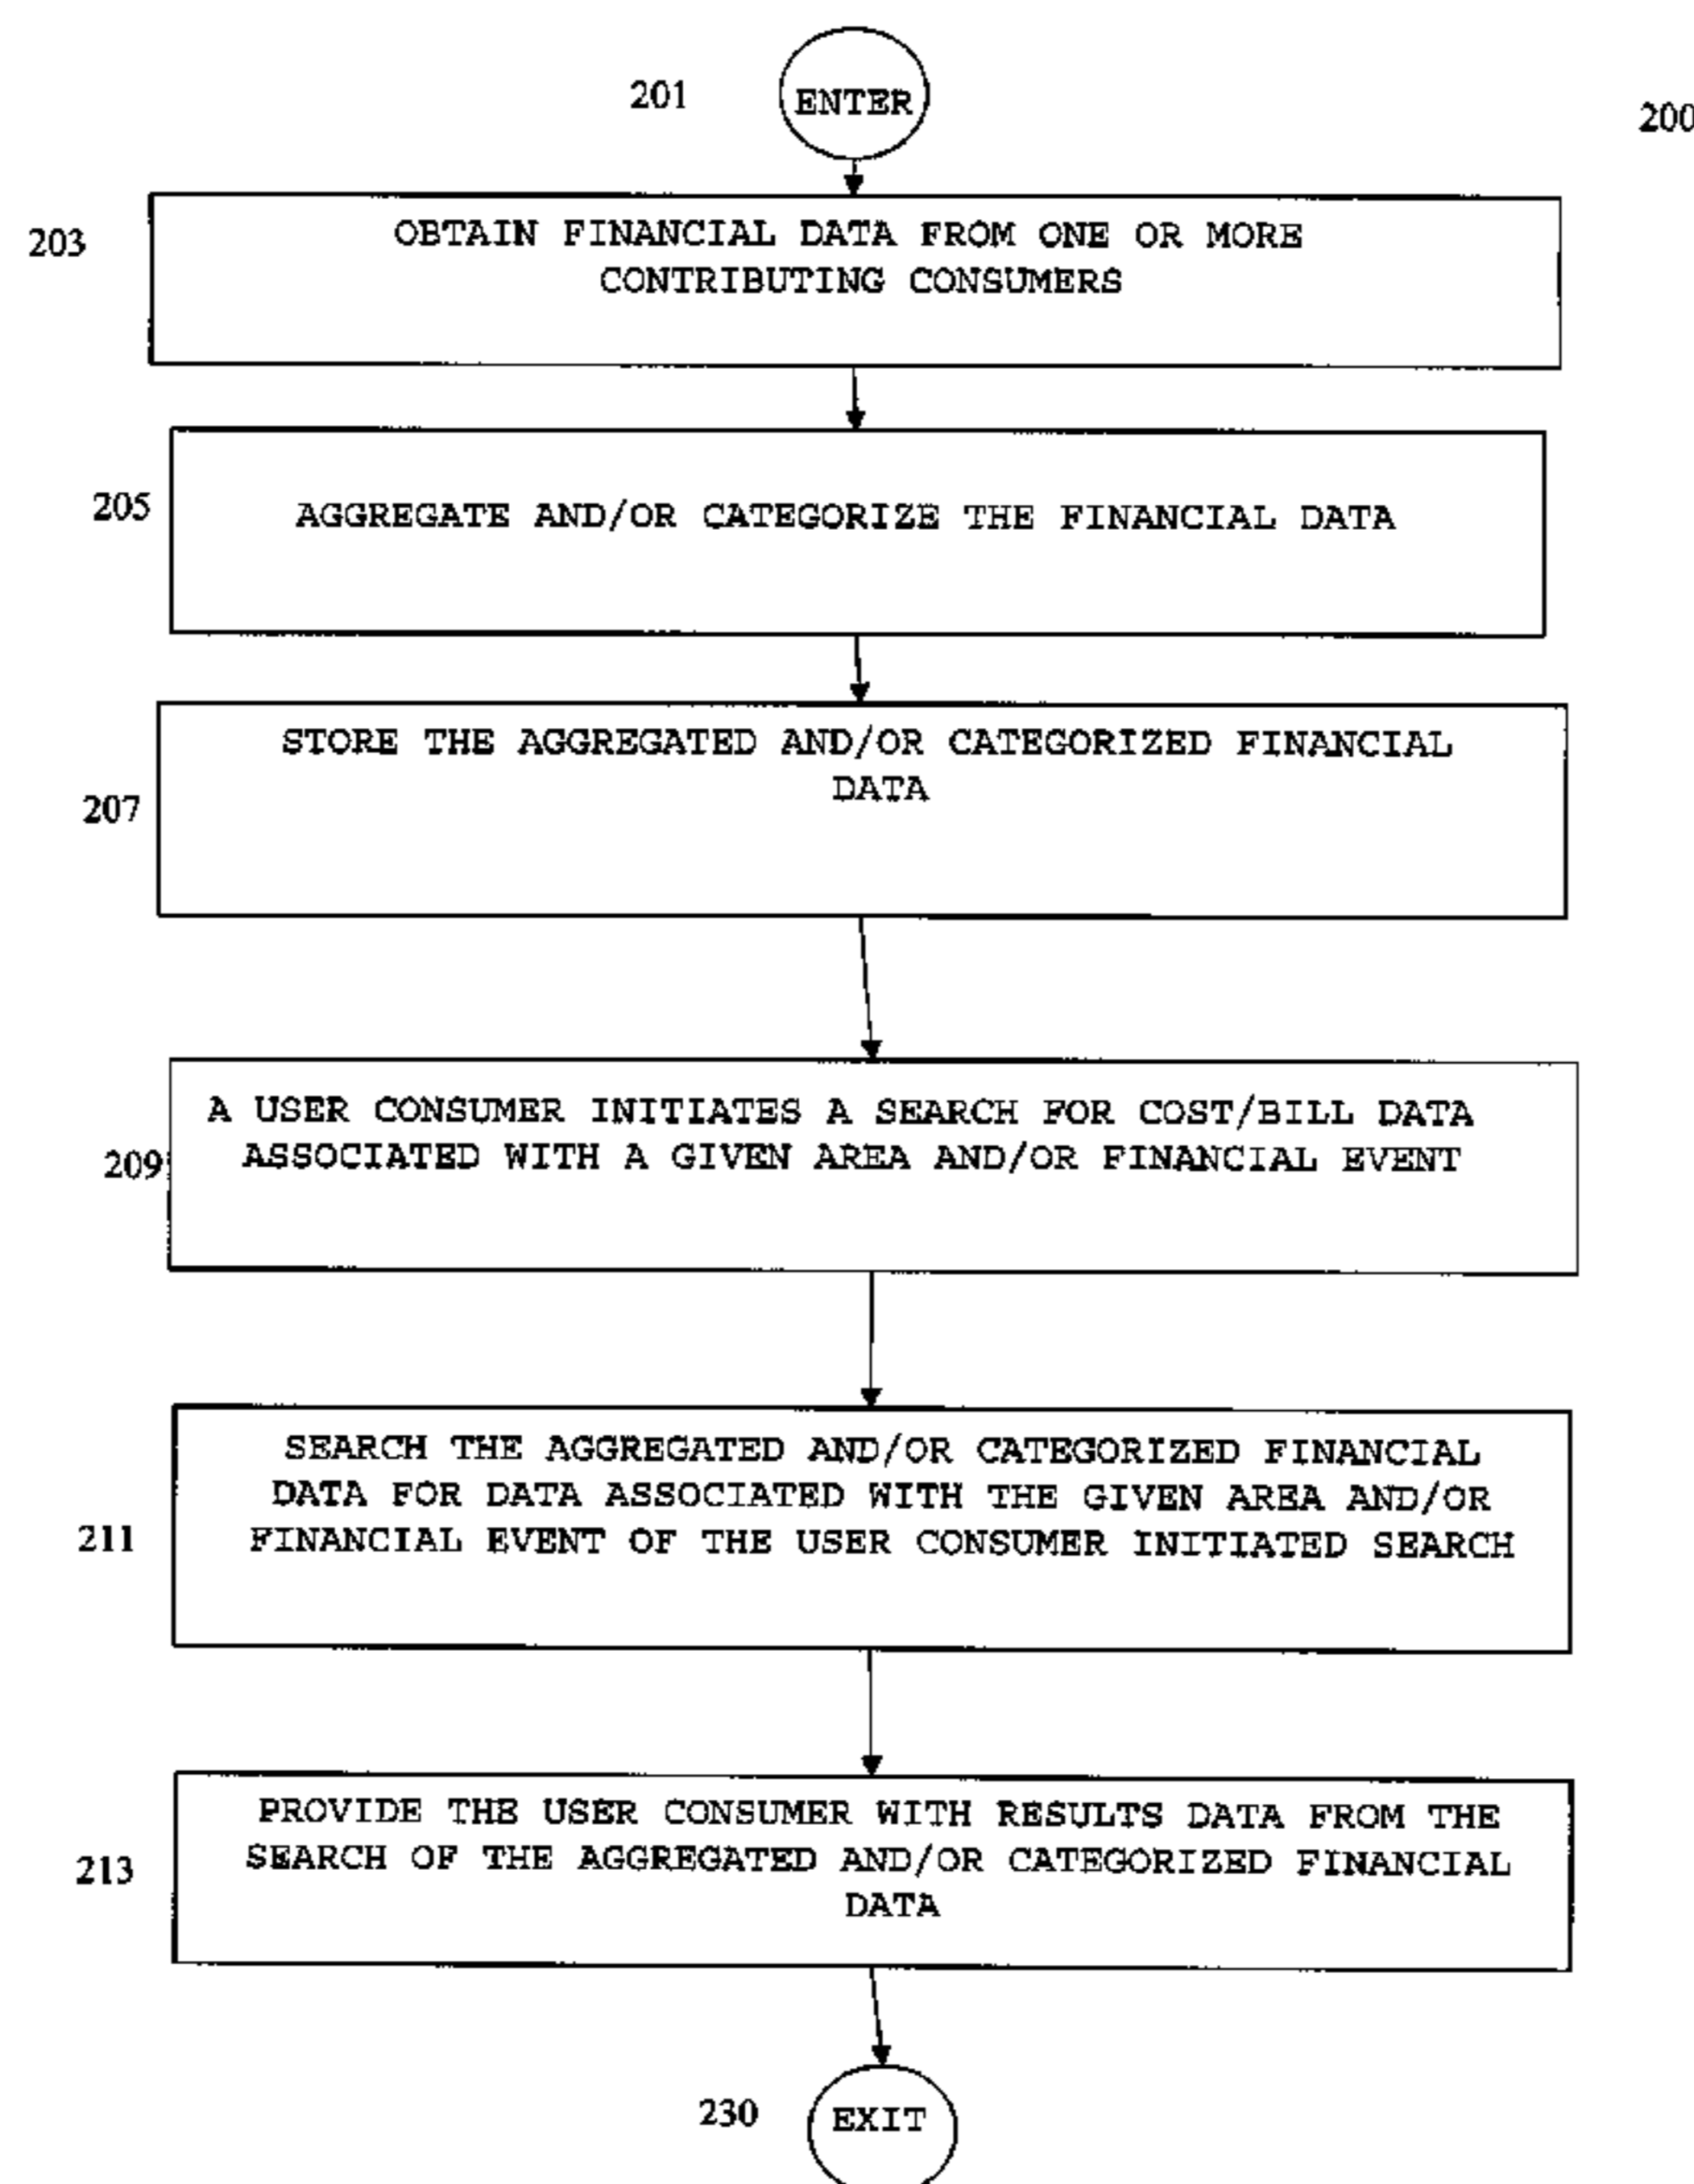 201
ENTER
200
203
OBTAIN FINANCIAL DATA FROM ONE OR MORE
CONTRIBUTING CONSUMERS
205
AGGREGATE AND/OR CATEGORIZE THE FINANCIAL DATA
STORE THE AGGREGATED AND/OR CATEGORIZED FINANCIAL
DATA
207
A USER CONSUMER INITIATES A SEARCH FOR COST/BILL DATA
209
ASSOCIATED WITH A GIVEN AREA AND/OR FINANCIAL EVENT
SEARCH THE AGGREGATED AND/OR CATEGORIZED FINANCIAL
DATA FOR DATA ASSOCIATED WITH THE GIVEN AREA AND/OR
211
FINANCIAL EVENT OF THE USER CONSUMER INITIATED SEARCH
PROVIDE THE USER CONSUMER WITH RESULTS DATA FROM THE
213
SEARCH OF THE AGGREGATED AND/OR CATEGORIZED FINANCIAL
DATA
230
EXIT